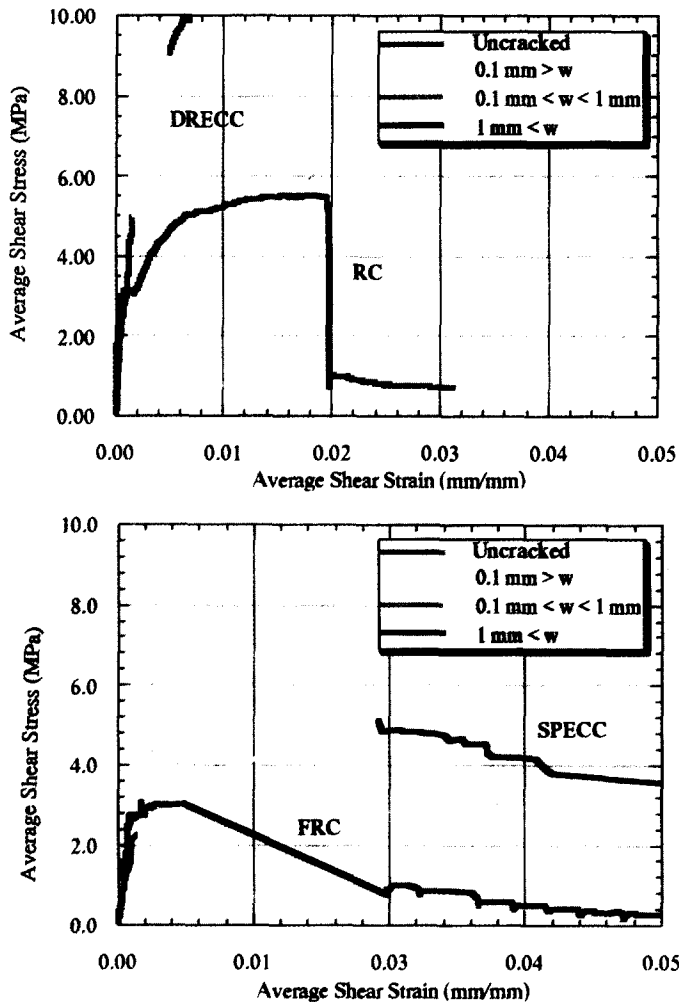 10.00
8.00
6.00
4.00
2.00
0.00
Average Shear Stress (MPa)
Uncracked
0.1 mm > w
0.1 mm < w < 1 mm
1 mm < w
DRECC
RC
0.00 0.01 0.02 0.03 0.04 0.05
Average Shear Strain (mm/mm)
10.0
8.0
6.0
4.0
2.0
0.0
Average Shear Stress (MPa)
Uncracked
0.1 mm > w
0.1 mm < w < 1 mm
1 mm < w
SPECC
FRC
0.00 0.01 0.03 0.04 0.05
Average Shear Strain (mm/mm)